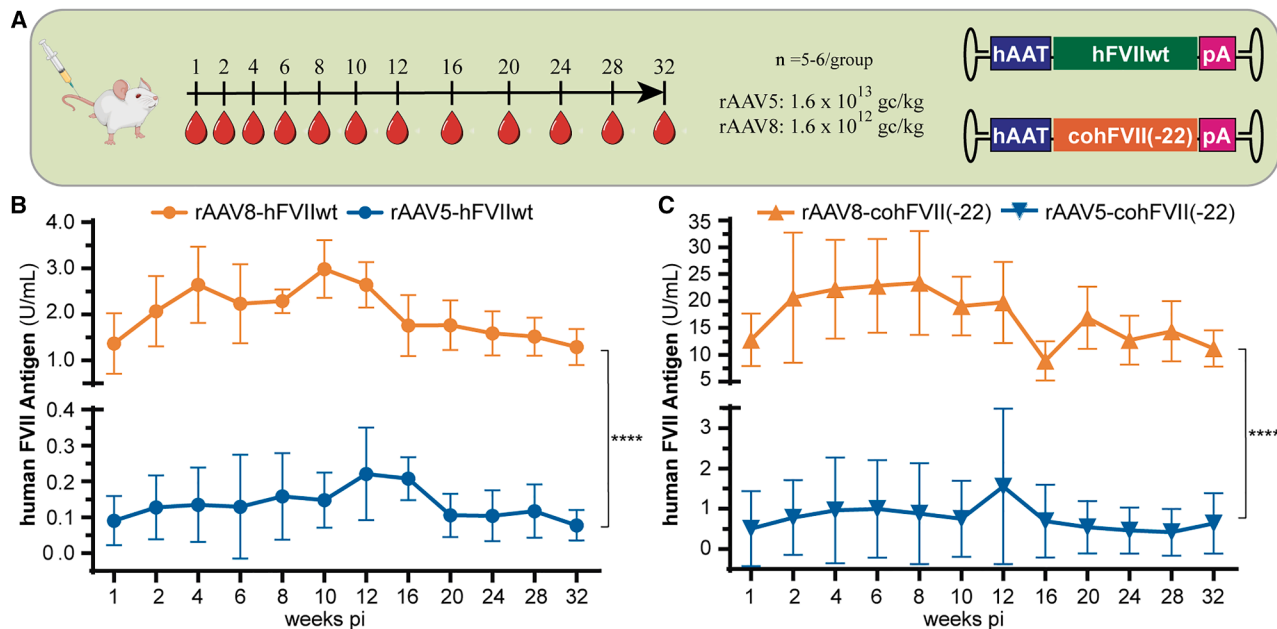 A
1 2 4 6 8 10 12 16 20 24 28 32
n =5-6/group
rAAV5: 1.6 x 10¹³ gc/kg
rAAV8: 1.6 x 10¹² gc/kg
hAAT hFVIIwt pA
hAAT cohFVII(-22) pA
B
rAAV8-hFVIIwt rAAV5-hFVIIwt
human FVII Antigen (U/mL)
4.0
3.0
2.0
1.0
0.4
0.3
0.2
0.1
0.0
****
1 2 4 6 8 10 12 16 20 24 28 32
weeks pi
C
rAAV8-cohFVII(-22) rAAV5-cohFVII(-22)
human FVII Antigen (U/mL)
35
30
25
20
15
10
5
3
2
1
0
****
1 2 4 6 8 10 12 16 20 24 28 32
weeks pi